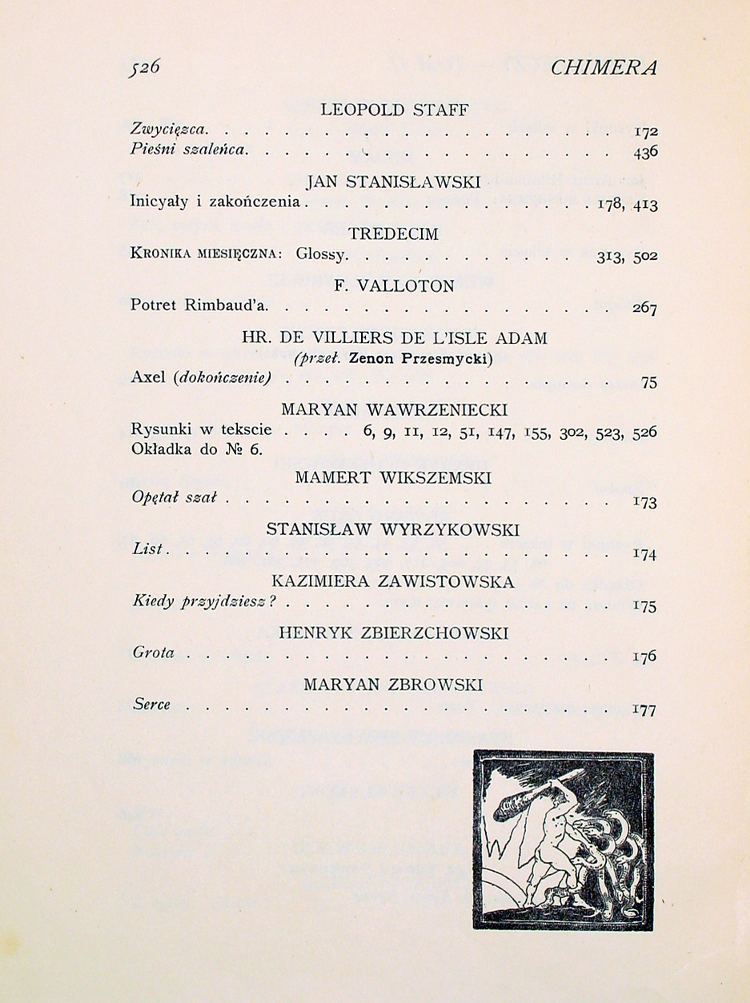 526 CHIMERA
LEOPOLD STAFF
Zwycięzca. . . . . . . . . . . . . . . . . . . . . 172
Pieśni szaleńca. . . . . . . . . . . . . . . . . . . 436
JAN STANISŁAWSKI
Inicyały i zakończenia . . . . . . . . . . . . . . . 178, 413
TREDECIM
KRONIKA MIESIĘCZNA: Glossy. . . . . . . . . . . . 313, 502
F. VALLOTON
Potret Rimbaud'a. . . . . . . . . . . . . . . . . . 267
HR. DE VILLIERS DE L'ISLE ADAM
(przeł. Zenon Przesmycki)
Axel (dokończenie) . . . . . . . . . . . . . . . . . 75
MARYAN WAWRZENIECKI
Rysunki w tekscie . . . . 6, 9, 11, 12, 51, 147, 155, 302, 523, 526
Okładka do № 6.
MAMERT WIKSZEMSKI
Opętał szał . . . . . . . . . . . . . . . . . . . . 173
STANISŁAW WYRZYKOWSKI
List . . . . . . . . . . . . . . . . . . . . . . . 174
KAZIMIERA ZAWISTOWSKA
Kiedy przyjdziesz? . . . . . . . . . . . . . . . . . 175
HENRYK ZBIERZCHOWSKI
Grota . . . . . . . . . . . . . . . . . . . . . . 176
MARYAN ZBROWSKI
Serce . . . . . . . . . . . . . . . . . . . . . . 177